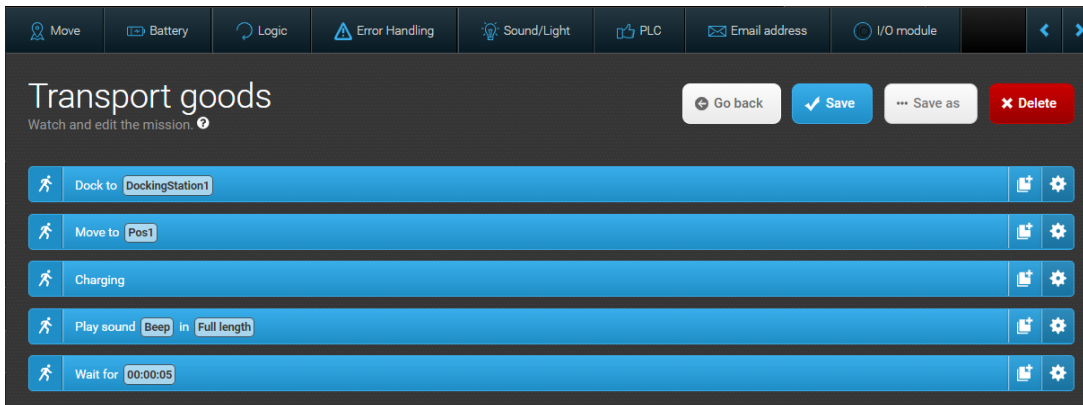 Move Battery Logic Error Handling Sound/Light PLC Email address I/O module
Transport goods
Watch and edit the mission. ?
Go back Save ••• Save as Delete
Dock to DockingStation1
Move to Pos1
Charging
Play sound Beep in Full length
Wait for 00:00:05